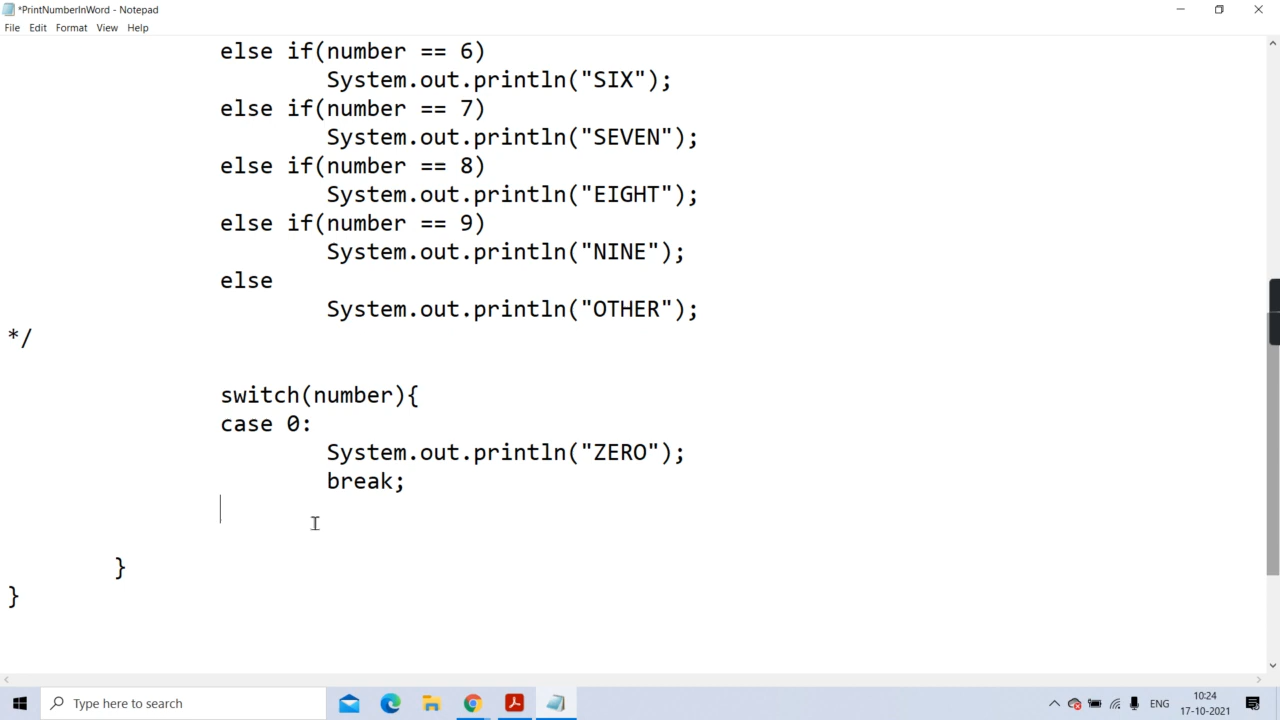 *PrintNumberInWord - Notepad
File Edit Format View Help
else if(number == 6)
System.out.println("SIX");
else if(number == 7)
System.out.println("SEVEN");
else if(number == 8)
System.out.println("EIGHT");
else if(number == 9)
System.out.println("NINE");
else
System.out.println("OTHER");
*/
switch(number){
case 0:
System.out.println("ZERO");
break;
}
}
Type here to search
ENG
10:24
17-10-2021